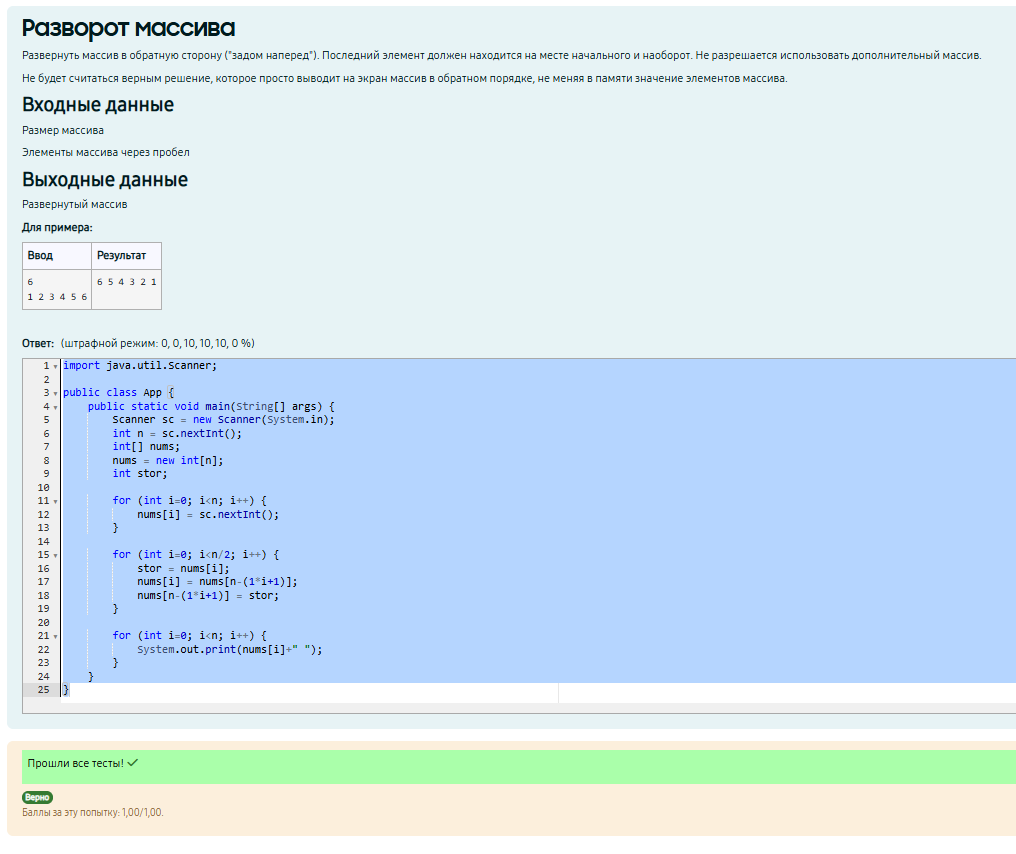 Разворот массива
Развернуть массив в обратную сторону ("задом наперед"). Последний элемент должен находится на месте начального и наоборот. Не разрешается использовать дополнительный массив.
Не будет считаться верным решение, которое просто выводит на экран массив в обратном порядке, не меняя в памяти значение элементов массива.
Входные данные
Размер массива
Элементы массива через пробел
Выходные данные
Развернутый массив
Для примера:
Ввод Результат
6 6 5 4 3 2 1
1 2 3 4 5 6
Ответ: (штрафной режим: 0, 0, 10, 10, 10, 0 %)
1 import java.util.Scanner;
2
3 public class App {
4     public static void main(String[] args) {
5         Scanner sc = new Scanner(System.in);
6         int n = sc.nextInt();
7         int[] nums;
8         nums = new int[n];
9         int stor;
10
11         for (int i=0; i<n; i++) {
12             nums[i] = sc.nextInt();
13         }
14
15         for (int i=0; i<n/2; i++) {
16             stor = nums[i];
17             nums[i] = nums[n-(1*i+1)];
18             nums[n-(1*i+1)] = stor;
19         }
20
21         for (int i=0; i<n; i++) {
22             System.out.print(nums[i]+" ");
23         }
24     }
25 }
Прошли все тесты! ✓
Верно
Баллы за эту попытку: 1,00/1,00.